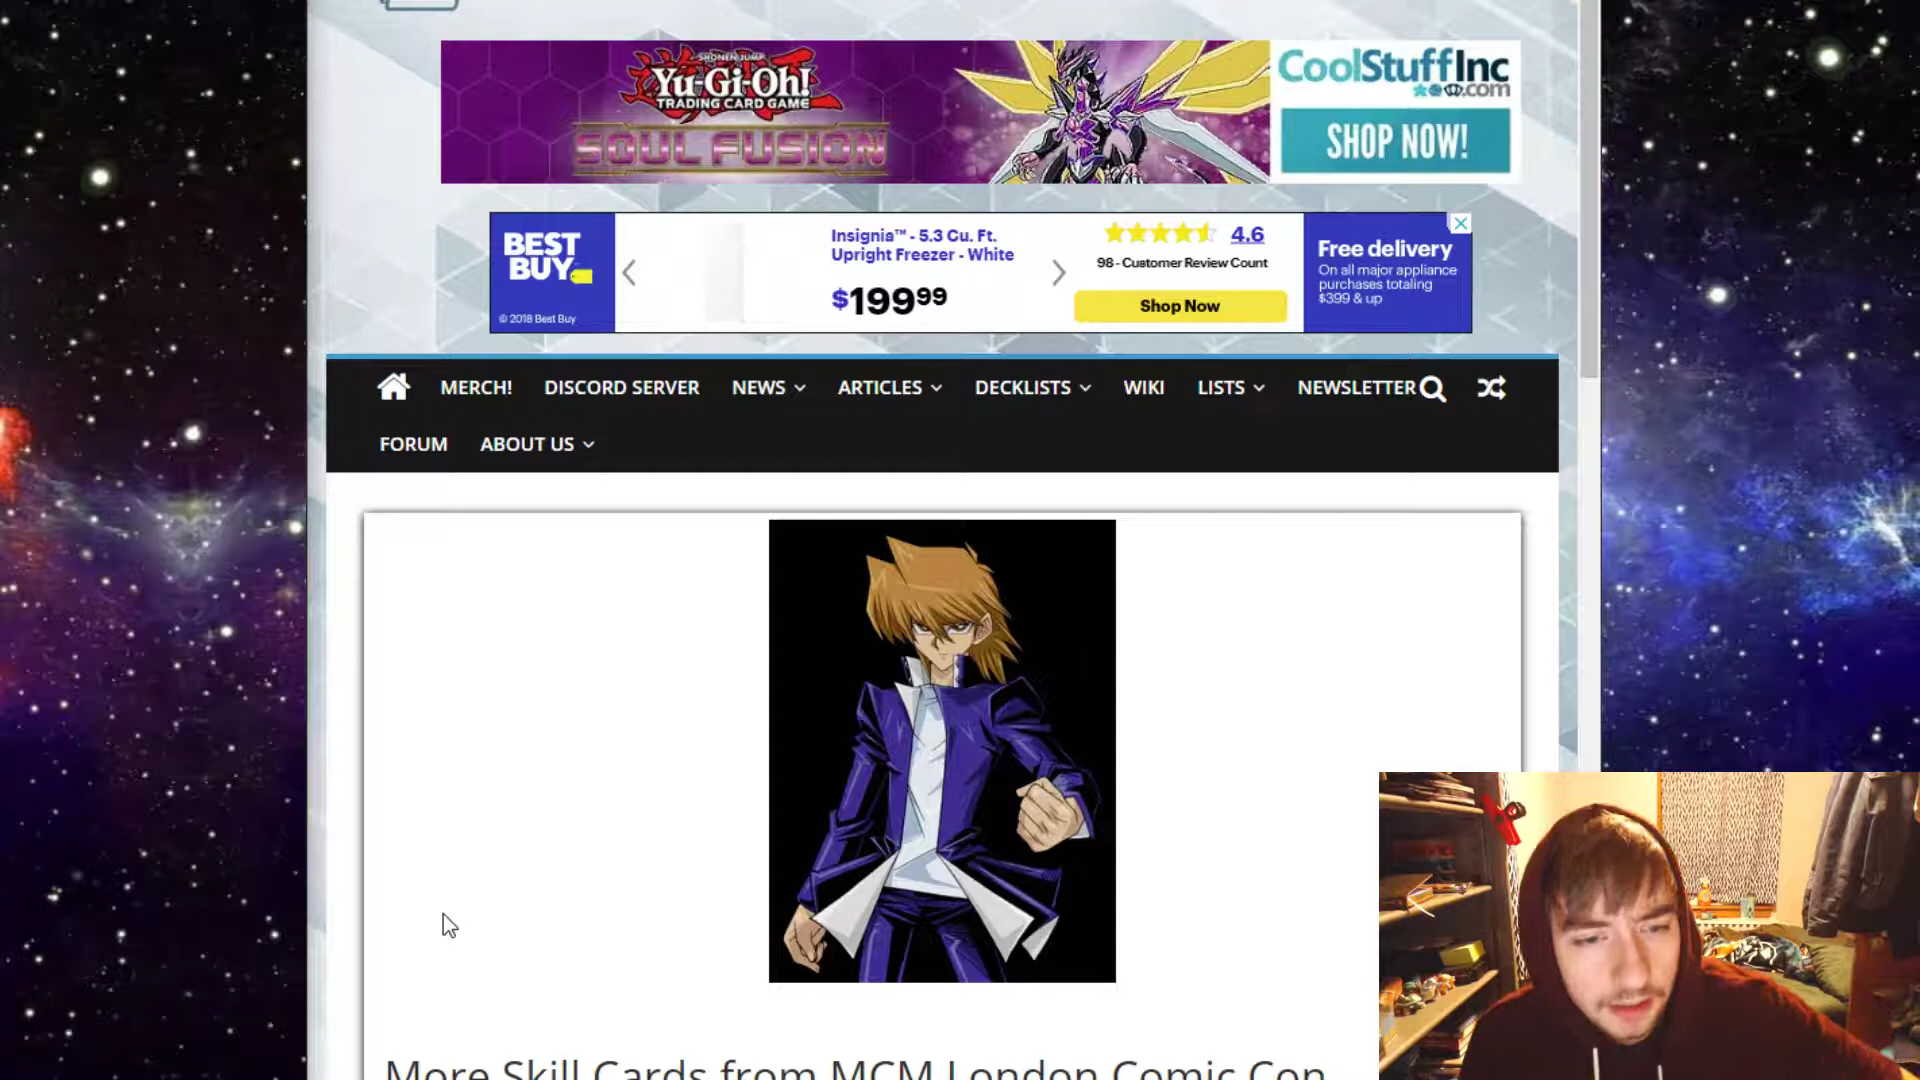 SHONEN JUMP
Yu-Gi-Oh!
TRADING CARD GAME
SOUL FUSION
CoolStuffInc
.com
SHOP NOW!
BEST
BUY
© 2018 Best Buy
Insignia™ - 5.3 Cu. Ft.
Upright Freezer - White
$199 99
4.6
98 - Customer Review Count
Shop Now
Free delivery
On all major appliance
purchases totaling
$399 & up
MERCH! DISCORD SERVER NEWS ARTICLES DECKLISTS WIKI LISTS NEWSLETTER
FORUM ABOUT US
More Skill Cards from MCM London Comic Con